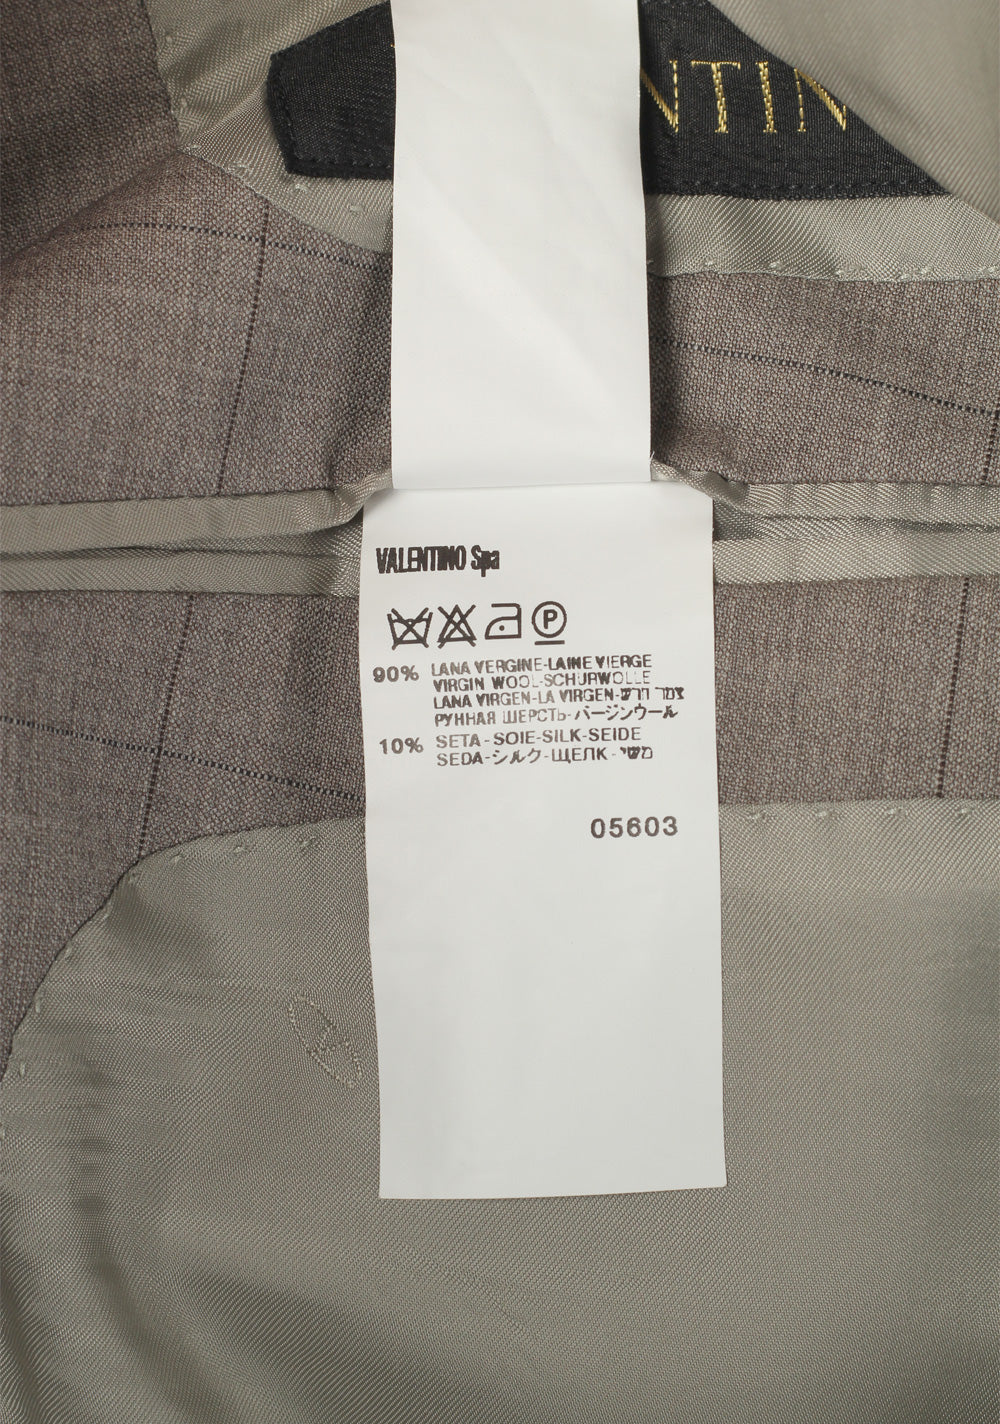 NTIN
VALENTINO Spa
P
90% LANA VERGINE-LAINE VIERGE
VIRGIN WOOL-SCHURWOLLE
LANA VIRGEN-LA VIRGEN-צמר
РУННАЯ ШЕРСТЬ-バージンウール
10% SETA-SOIE-SILK-SEIDE
SEDA-シルク-ЩЕЛК-משי
05603